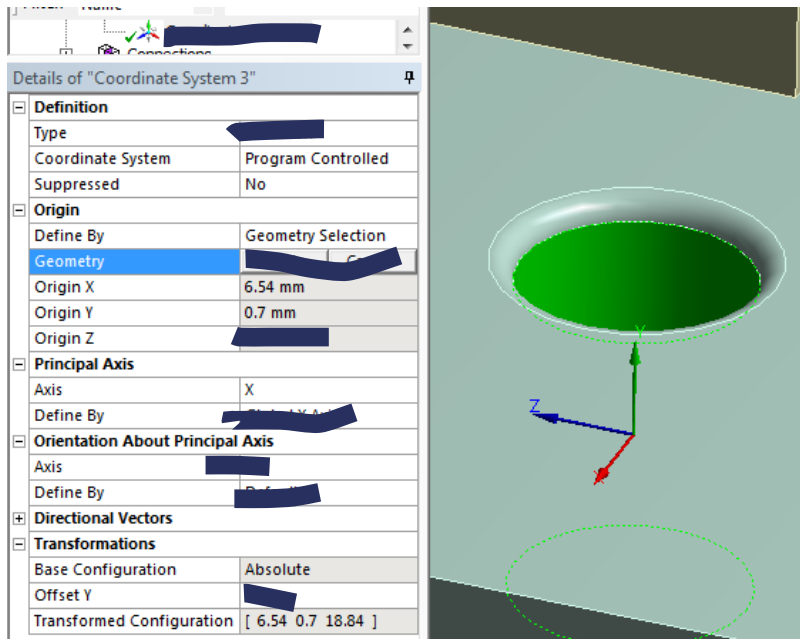 Name
Details of "Coordinate System 3"
Definition
Type
Coordinate System Program Controlled
Suppressed No
Origin
Define By Geometry Selection
Geometry
Origin X 6.54 mm
Origin Y 0.7 mm
Origin Z
Principal Axis
Axis X
Define By
Orientation About Principal Axis
Axis
Define By
Directional Vectors
Transformations
Base Configuration Absolute
Offset Y
Transformed Configuration [ 6.54 0.7 18.84 ]
Y
Z
X